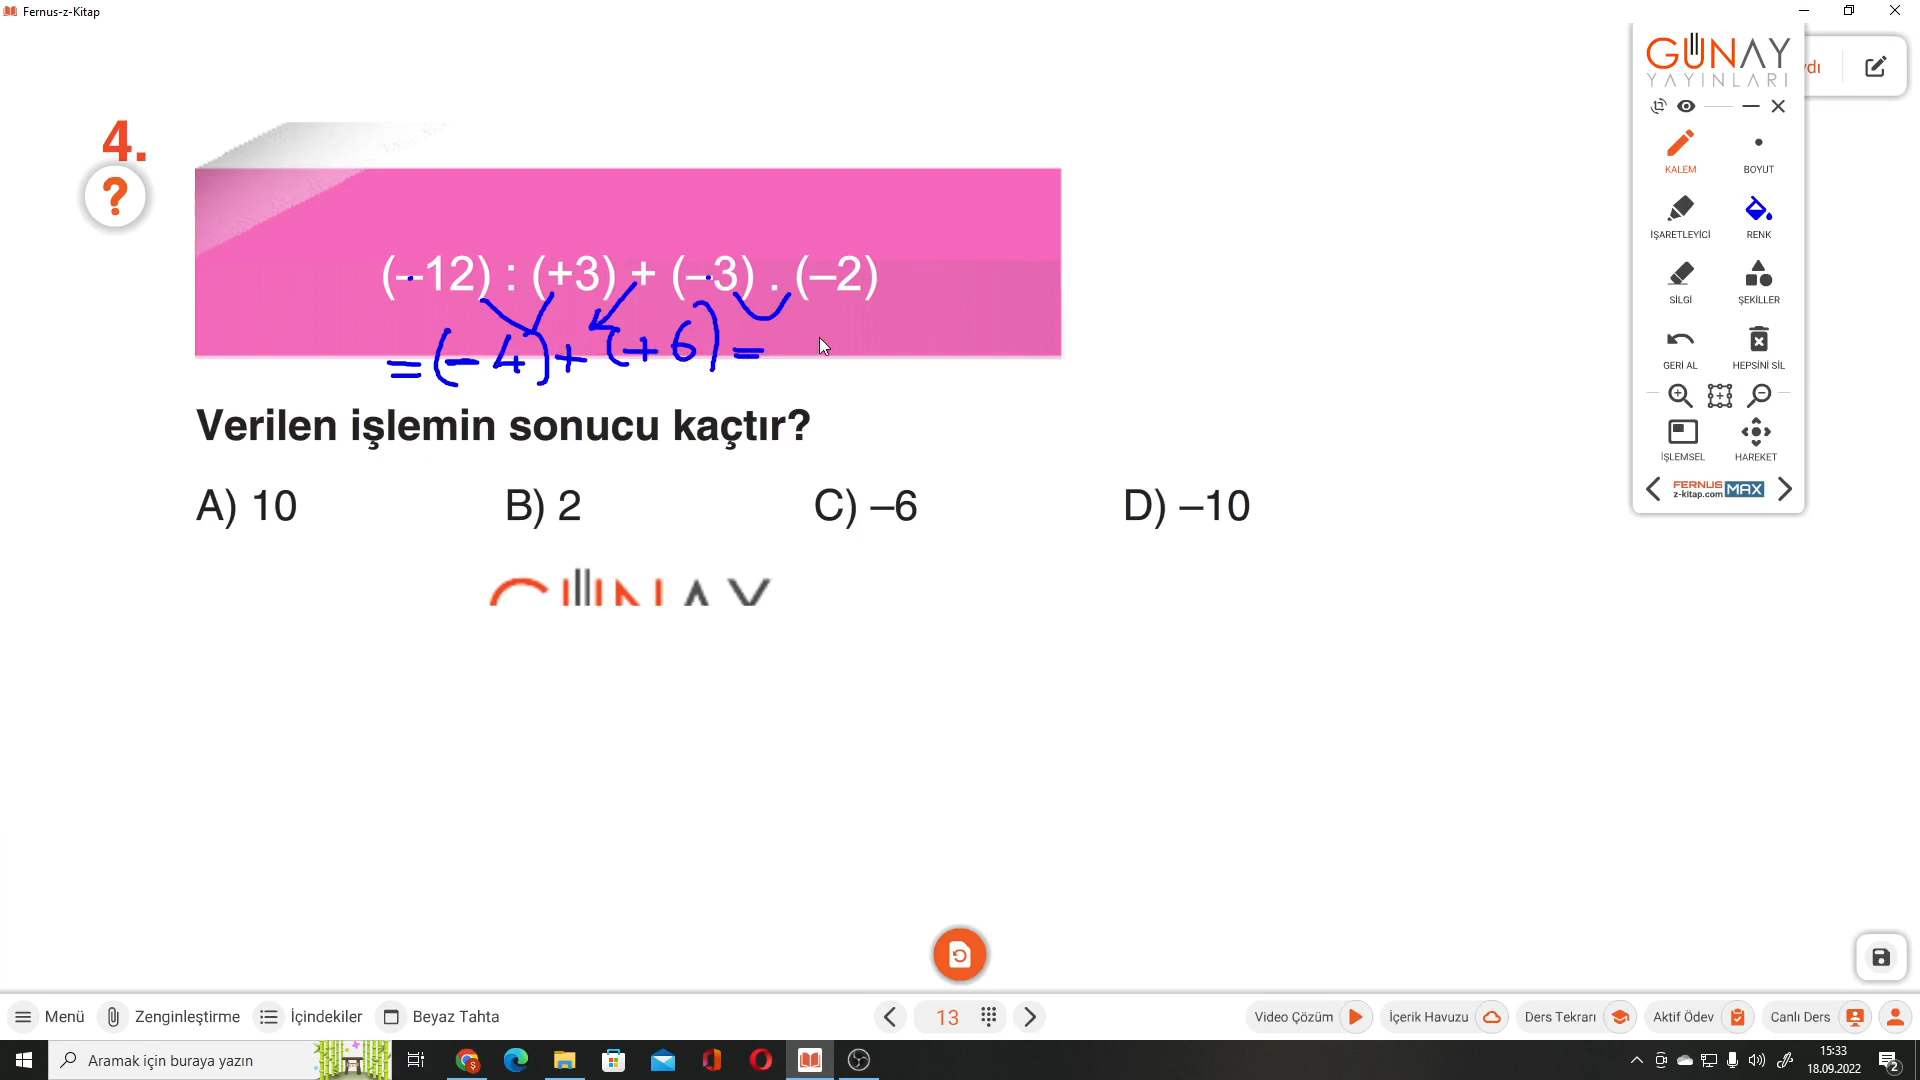 Fernus-z-Kitap
GÜNAY
YAYINLARI
ydı
KALEM
BOYUT
İŞARETLEYİCİ
RENK
SİLGİ
ŞEKİLLER
GERİ AL
HEPSİNİ SİL
İŞLEMSEL
HAREKET
FERNUS
z-kitap.com MAX
4.
?
(–12) : (+3) + (–3) . (–2)
= (– 4) + (+ 6) =
Verilen işlemin sonucu kaçtır?
A) 10 B) 2 C) –6 D) –10
GÜNAY
Menü Zenginleştirme İçindekiler Beyaz Tahta 13 Video Çözüm İçerik Havuzu Ders Tekrarı Aktif Ödev Canlı Ders
Aramak için buraya yazın
15:33
18.09.2022
2